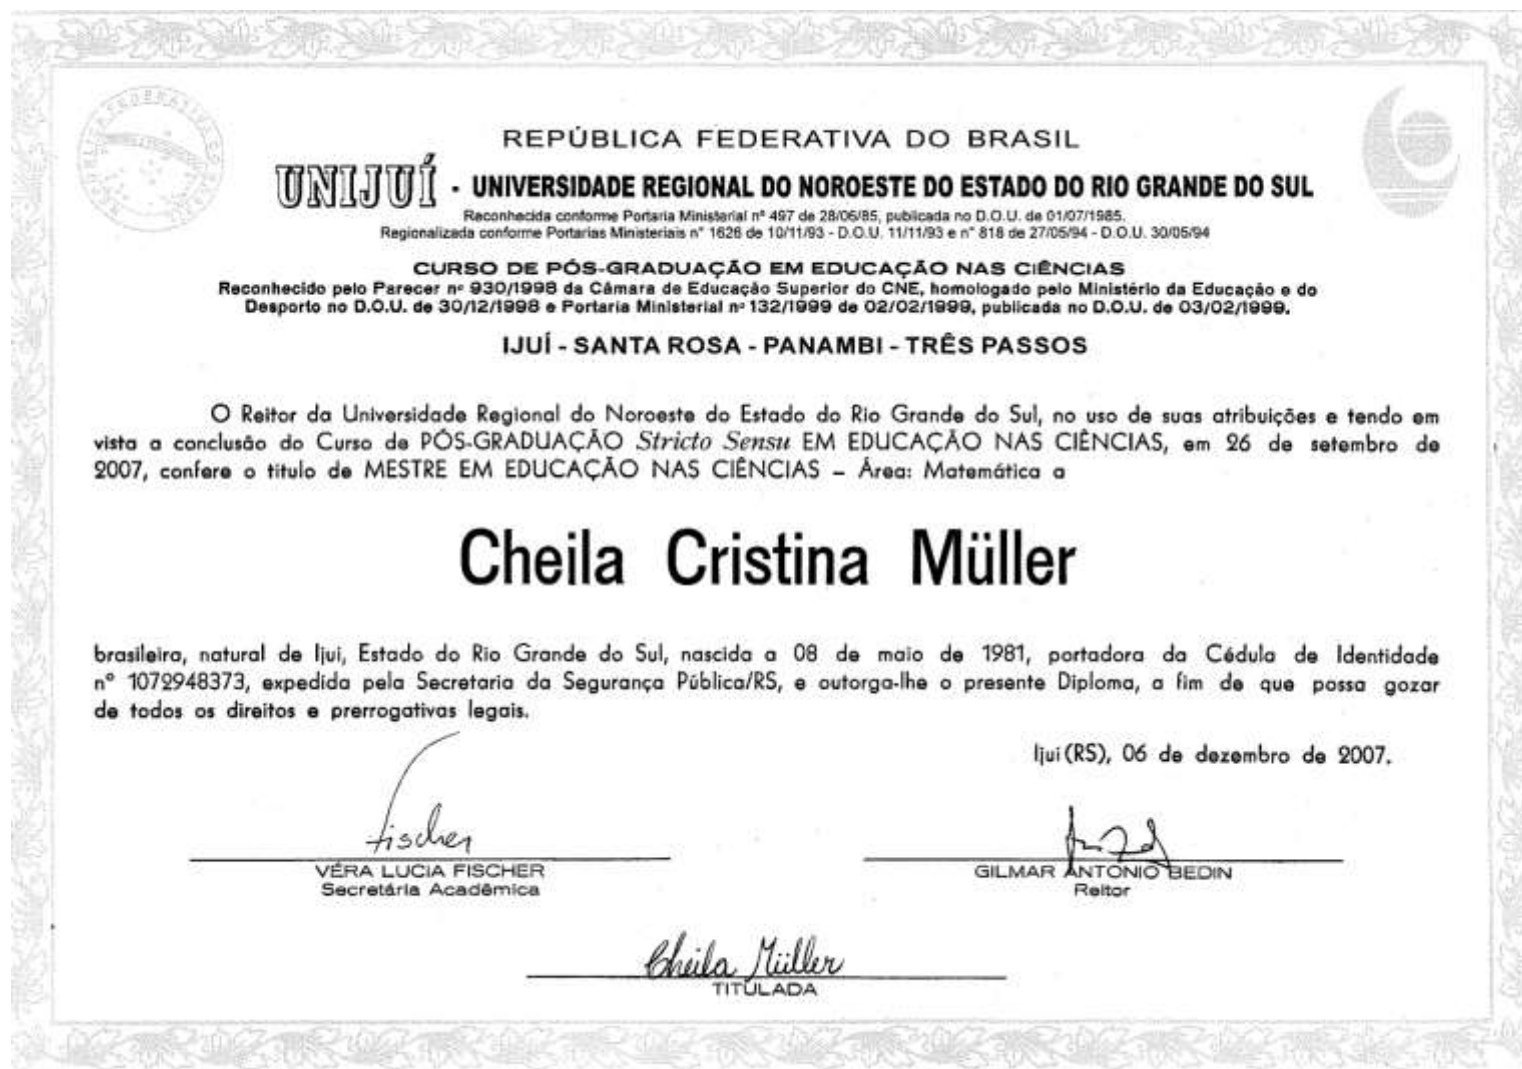 REPÚBLICA FEDERATIVA DO BRASIL
REPÚBLICA FEDERATIVA DO BRASIL
UNIJUÍ - UNIVERSIDADE REGIONAL DO NOROESTE DO ESTADO DO RIO GRANDE DO SUL
Reconhecida conforme Portaria Ministerial nº 497 de 28/06/85, publicada no D.O.U. de 01/07/1985.
Regionalizada conforme Portarias Ministeriais nº 1626 de 10/11/93 - D.O.U. 11/11/93 e nº 818 de 27/05/94 - D.O.U. 30/05/94
CURSO DE PÓS-GRADUAÇÃO EM EDUCAÇÃO NAS CIÊNCIAS
Reconhecido pelo Parecer nº 930/1998 da Câmara de Educação Superior do CNE, homologado pelo Ministério da Educação e do
Desporto no D.O.U. de 30/12/1998 e Portaria Ministerial nº 132/1999 de 02/02/1999, publicada no D.O.U. de 03/02/1999.
IJUÍ - SANTA ROSA - PANAMBI - TRÊS PASSOS
O Reitor da Universidade Regional do Noroeste do Estado do Rio Grande do Sul, no uso de suas atribuições e tendo em
vista a conclusão do Curso de PÓS-GRADUAÇÃO Stricto Sensu EM EDUCAÇÃO NAS CIÊNCIAS, em 26 de setembro de
2007, confere o título de MESTRE EM EDUCAÇÃO NAS CIÊNCIAS – Área: Matemática a
Cheila Cristina Müller
brasileira, natural de Ijuí, Estado do Rio Grande do Sul, nascida a 08 de maio de 1981, portadora da Cédula de Identidade
nº 1072948373, expedida pela Secretaria da Segurança Pública/RS, e outorga-lhe o presente Diploma, a fim de que possa gozar
de todos os direitos e prerrogativas legais.
Ijuí (RS), 06 de dezembro de 2007.
Fischer
VÉRA LUCIA FISCHER
Secretária Acadêmica
GILMAR ANTONIO BEDIN
Reitor
Cheila Müller
TITULADA